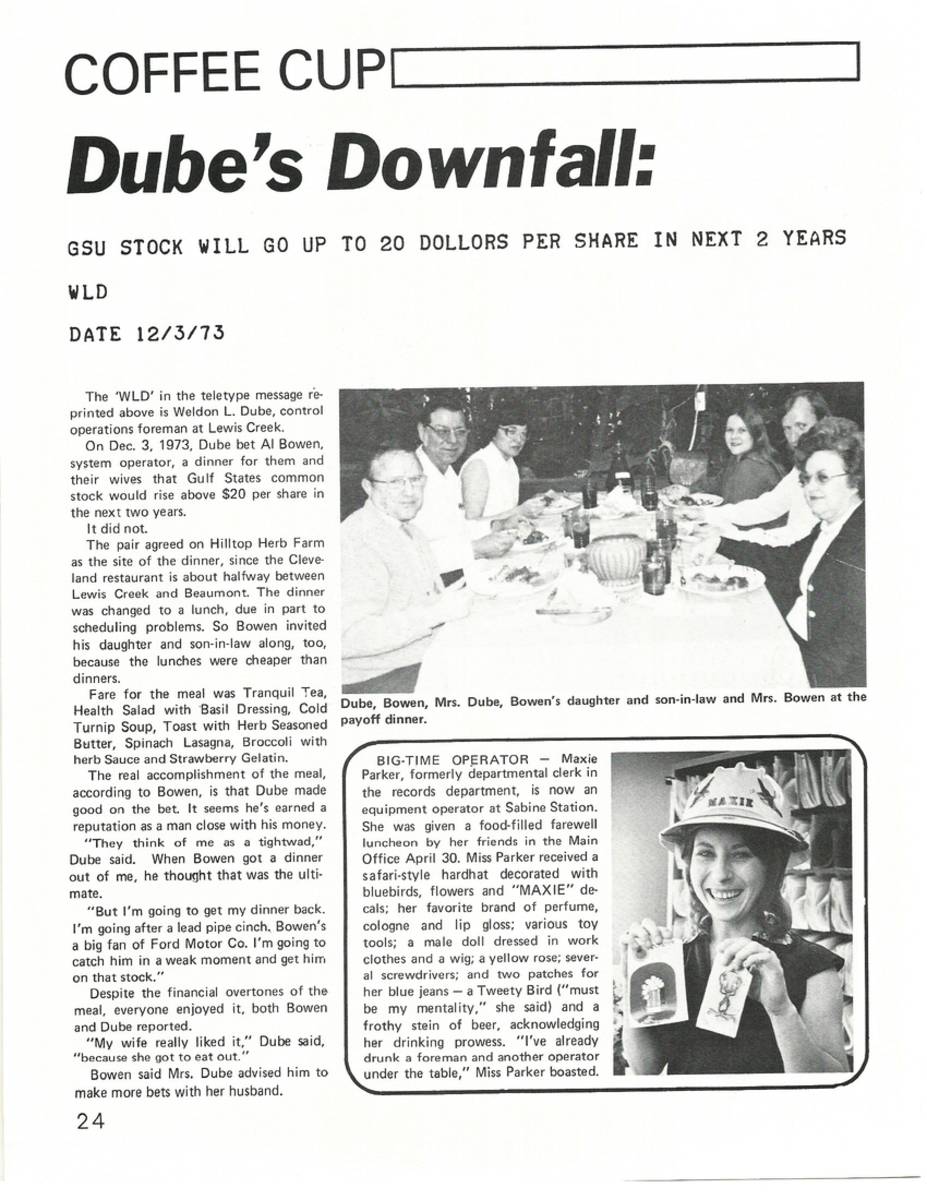 COFFEE CUP
Dube's Downfall:
GSU STOCK WILL GO UP TO 20 DOLLORS PER SHARE IN NEXT 2 YEARS
WLD
DATE 12/3/73
The 'WLD' in the teletype message re-
printed above is Weldon L. Dube, control
operations foreman at Lewis Creek.
On Dec. 3, 1973, Dube bet Al Bowen,
system operator, a dinner for them and
their wives that Gulf States common
stock would rise above $20 per share in
the next two years.
It did not.
The pair agreed on Hilltop Herb Farm
as the site of the dinner, since the Cleve-
land restaurant is about halfway between
Lewis Creek and Beaumont. The dinner
was changed to a lunch, due in part to
scheduling problems. So Bowen invited
his daughter and son-in-law along, too,
because the lunches were cheaper than
dinners.
Fare for the meal was Tranquil Tea,
Health Salad with Basil Dressing, Cold
Turnip Soup, Toast with Herb Seasoned
Butter, Spinach Lasagna, Broccoli with
herb Sauce and Strawberry Gelatin.
The real accomplishment of the meal,
according to Bowen, is that Dube made
good on the bet. It seems he's earned a
reputation as a man close with his money.
"They think of me as a tightwad,"
Dube said. When Bowen got a dinner
out of me, he thought that was the ulti-
mate.
"But I'm going to get my dinner back.
I'm going after a lead pipe cinch. Bowen's
a big fan of Ford Motor Co. I'm going to
catch him in a weak moment and get him
on that stock."
Despite the financial overtones of the
meal, everyone enjoyed it, both Bowen
and Dube reported.
"My wife really liked it," Dube said,
"because she got to eat out."
Bowen said Mrs. Dube advised him to
make more bets with her husband.
Dube, Bowen, Mrs. Dube, Bowen's daughter and son-in-law and Mrs. Bowen at the
payoff dinner.
BIG-TIME OPERATOR — Maxie
Parker, formerly departmental clerk in
the records department, is now an
equipment operator at Sabine Station.
She was given a food-filled farewell
luncheon by her friends in the Main
Office April 30. Miss Parker received a
safari-style hardhat decorated with
bluebirds, flowers and "MAXIE" de-
cals; her favorite brand of perfume,
cologne and lip gloss; various toy
tools; a male doll dressed in work
clothes and a wig; a yellow rose; sever-
al screwdrivers; and two patches for
her blue jeans — a Tweety Bird ("must
be my mentality," she said) and a
frothy stein of beer, acknowledging
her drinking prowess. "I've already
drunk a foreman and another operator
under the table," Miss Parker boasted.
MAXIE
24